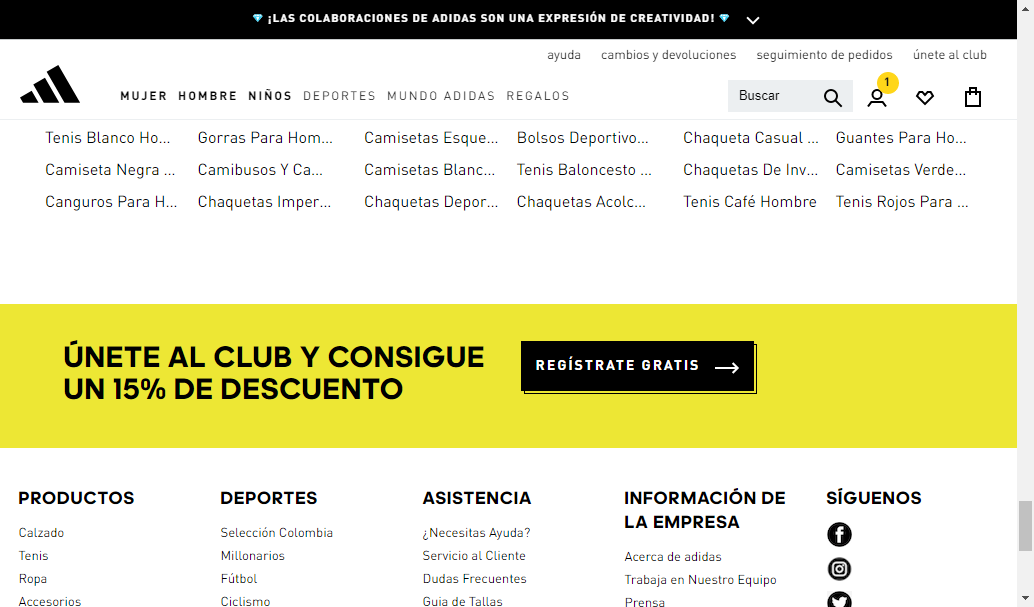 ¡LAS COLABORACIONES DE ADIDAS SON UNA EXPRESIÓN DE CREATIVIDAD!
ayuda cambios y devoluciones seguimiento de pedidos únete al club
MUJER HOMBRE NIÑOS DEPORTES MUNDO ADIDAS REGALOS Buscar 1
Tenis Blanco Ho... Gorras Para Hom... Camisetas Esque... Bolsos Deportivo... Chaqueta Casual ... Guantes Para Ho...
Camiseta Negra ... Camibusos Y Ca... Camisetas Blanc... Tenis Baloncesto ... Chaquetas De Inv... Camisetas Verde...
Canguros Para H... Chaquetas Imper... Chaquetas Depor... Chaquetas Acolc... Tenis Café Hombre Tenis Rojos Para ...
ÚNETE AL CLUB Y CONSIGUE
UN 15% DE DESCUENTO
REGÍSTRATE GRATIS
PRODUCTOS
Calzado
Tenis
Ropa
Accesorios
DEPORTES
Selección Colombia
Millonarios
Fútbol
Ciclismo
ASISTENCIA
¿Necesitas Ayuda?
Servicio al Cliente
Dudas Frecuentes
Guia de Tallas
INFORMACIÓN DE
LA EMPRESA
Acerca de adidas
Trabaja en Nuestro Equipo
Prensa
SÍGUENOS